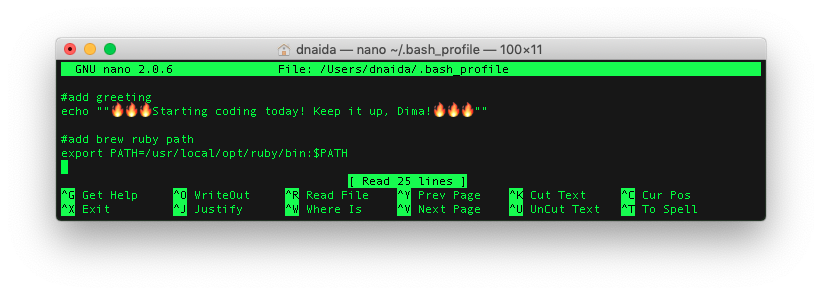 dnaida — nano ~/.bash_profile — 100×11
GNU nano 2.0.6 File: /Users/dnaida/.bash_profile
#add greeting
echo ""🔥🔥🔥Starting coding today! Keep it up, Dima!🔥🔥🔥""
#add brew ruby path
export PATH=/usr/local/opt/ruby/bin:$PATH
[ Read 25 lines ]
^G Get Help ^O WriteOut ^R Read File ^Y Prev Page ^K Cut Text ^C Cur Pos
^X Exit ^J Justify ^W Where Is ^V Next Page ^U UnCut Text ^T To Spell